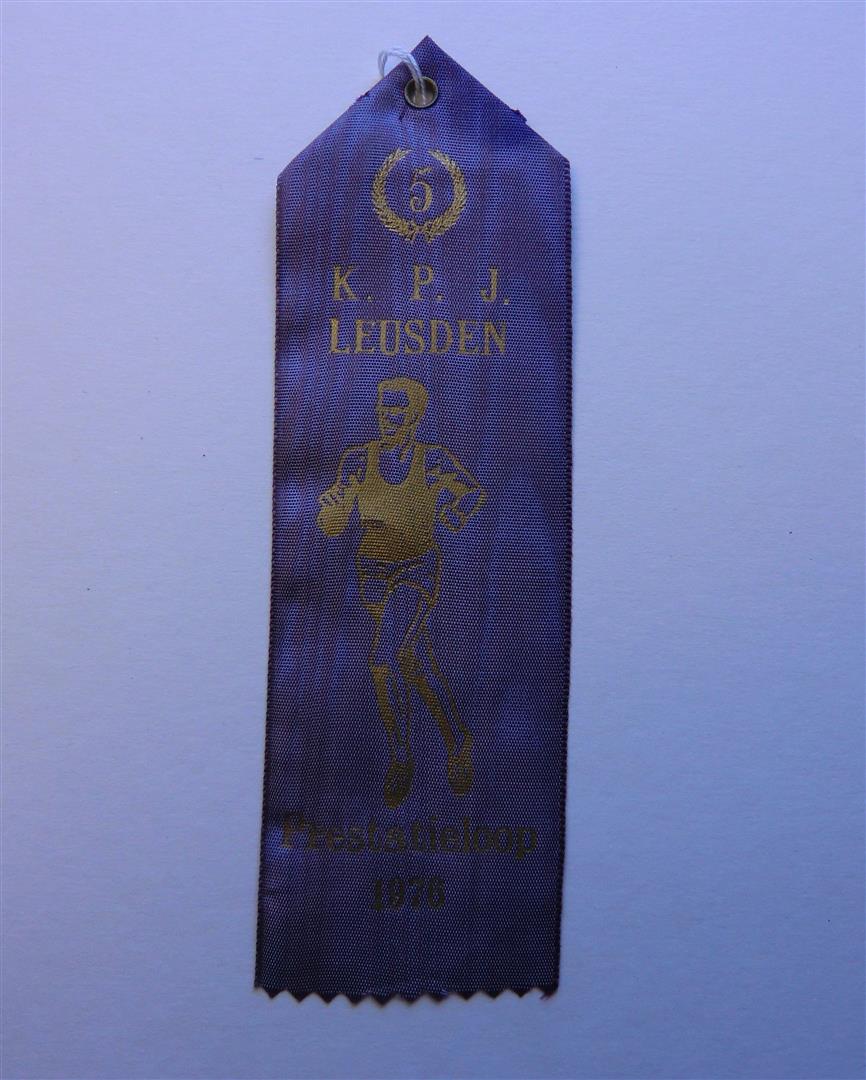 5
K. P. J.
LEUSDEN
Prestatieloop
1976